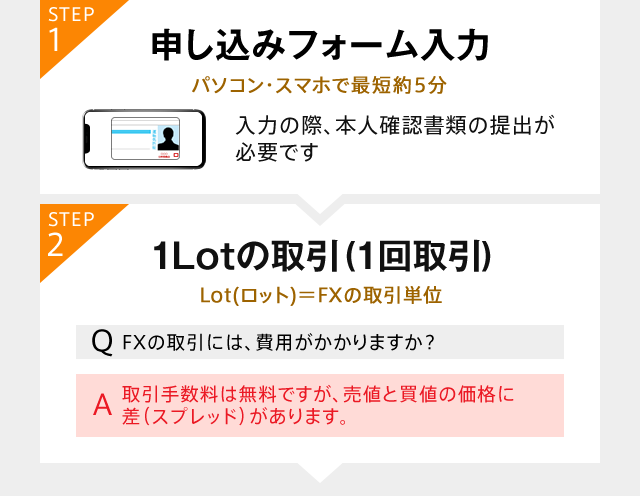 STEP
1
申し込みフォーム入力
パソコン・スマホで最短約5分
入力の際、本人確認書類の提出が
必要です
STEP
2
1Lotの取引(1回取引)
Lot(ロット)＝FXの取引単位
Q FXの取引には、費用がかかりますか？
A 取引手数料は無料ですが、売値と買値の価格に
差(スプレッド)があります。